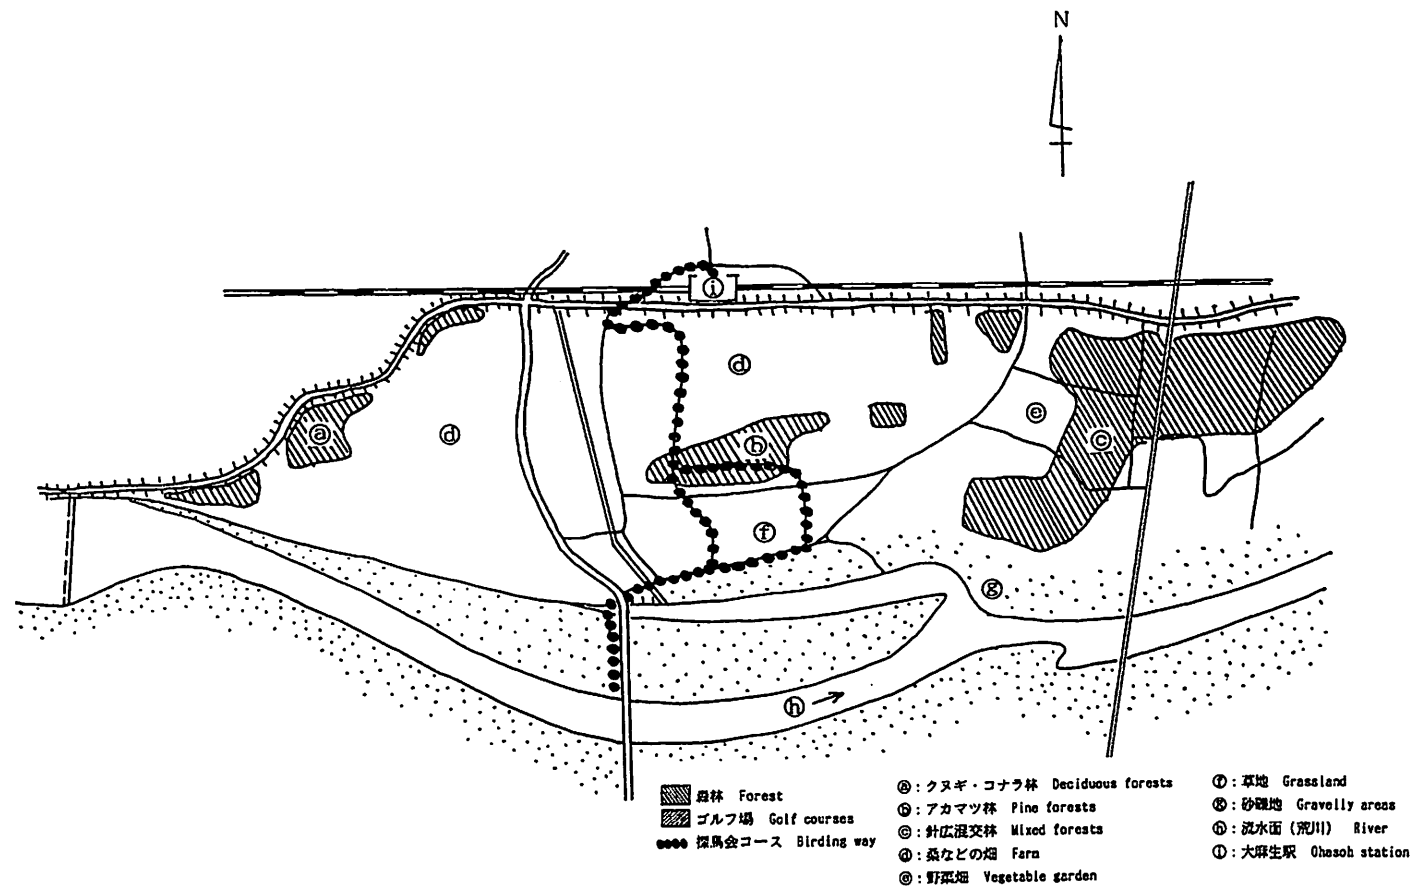 N
ⓘ
ⓓ
ⓔ
ⓐ
ⓓ
ⓑ
ⓒ
ⓕ
ⓖ
ⓗ
森林 Forest
ゴルフ場 Golf courses
探鳥会コース Birding way
ⓐ:クヌギ・コナラ林 Deciduous forests
ⓑ:アカマツ林 Pine forests
ⓒ:針広混交林 Mixed forests
ⓓ:桑などの畑 Farm
ⓔ:野菜畑 Vegetable garden
ⓕ:草地 Grassland
ⓖ:砂礫地 Gravelly areas
ⓗ:流水面(荒川) River
ⓘ:大麻生駅 Ohasoh station